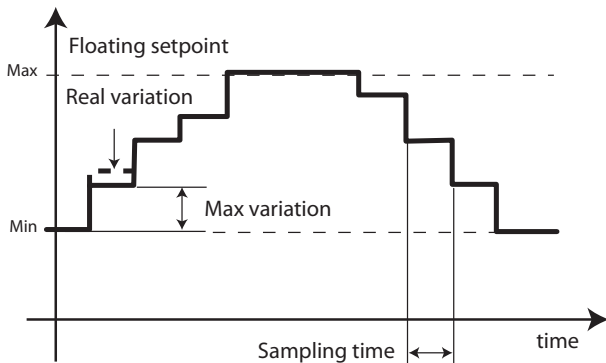 Floating setpoint
Max
Real variation
Max variation
Min
Sampling time
time